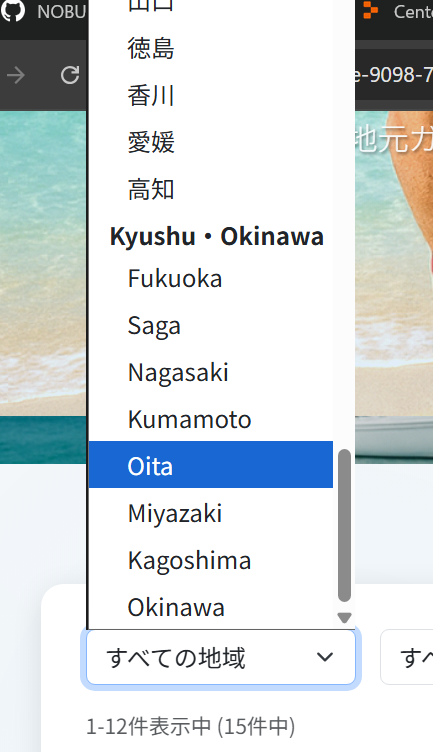 NOBU
Cent
e-9098-7
地元ガ
山口
徳島
香川
愛媛
高知
Kyushu・Okinawa
Fukuoka
Saga
Nagasaki
Kumamoto
Oita
Miyazaki
Kagoshima
Okinawa
すべての地域
すべ
1-12件表示中 (15件中)